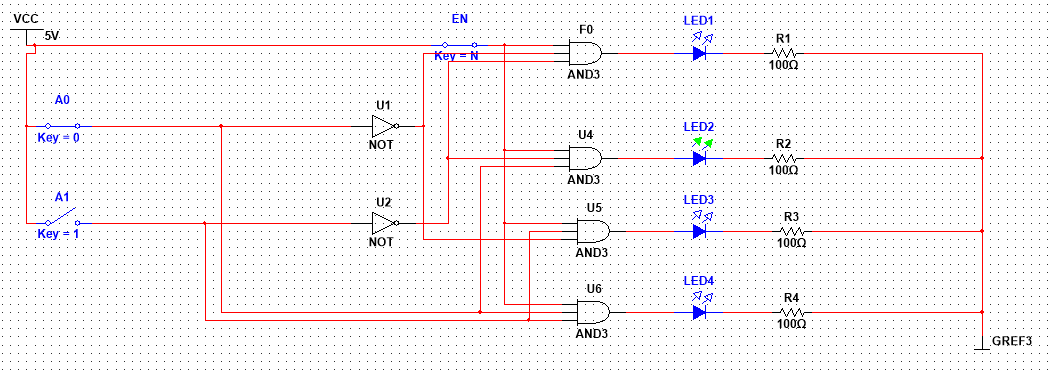 VCC
5V
EN
Key = N
F0
AND3
LED1
R1
100Ω
A0
Key = 0
U1
NOT
U4
AND3
LED2
R2
100Ω
A1
Key = 1
U2
NOT
U5
AND3
LED3
R3
100Ω
U6
AND3
LED4
R4
100Ω
GREF3